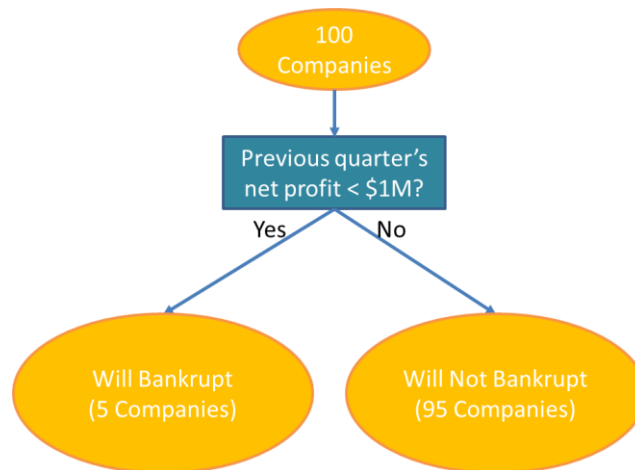 100
Companies
Previous quarter's
net profit < $1M?
Yes
No
Will Bankrupt
(5 Companies)
Will Not Bankrupt
(95 Companies)